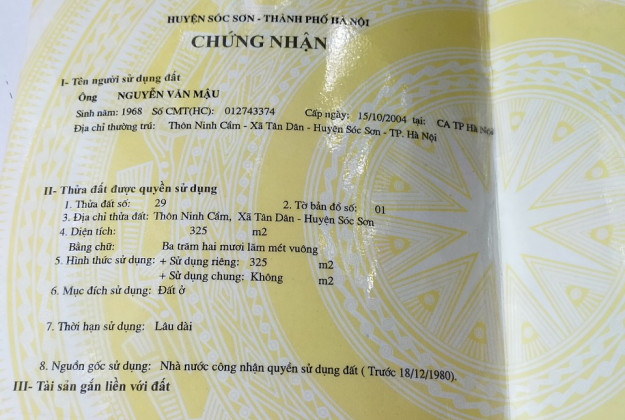 HUYỆN SÓC SƠN - THÀNH PHỐ HÀ NỘI
CHỨNG NHẬN
I- Tên người sử dụng đất
Ông NGUYỄN VĂN MẬU
Sinh năm: 1968 Số CMT(HC): 012743374 Cấp ngày: 15/10/2004 tại: CA TP Hà Nội
Địa chỉ thường trú: Thôn Ninh Cầm - Xã Tân Dân - Huyện Sóc Sơn - TP. Hà Nội
II- Thửa đất được quyền sử dụng
1. Thửa đất số: 29 2. Tờ bản đồ số: 01
3. Địa chỉ thửa đất: Thôn Ninh Cầm, Xã Tân Dân - Huyện Sóc Sơn
4. Diện tích: 325 m2
Bằng chữ: Ba trăm hai mươi lăm mét vuông
5. Hình thức sử dụng: + Sử dụng riêng: 325 m2
+ Sử dụng chung: Không m2
6. Mục đích sử dụng: Đất ở
7. Thời hạn sử dụng: Lâu dài
8. Nguồn gốc sử dụng: Nhà nước công nhận quyền sử dụng đất ( Trước 18/12/1980).
III- Tài sản gắn liền với đất